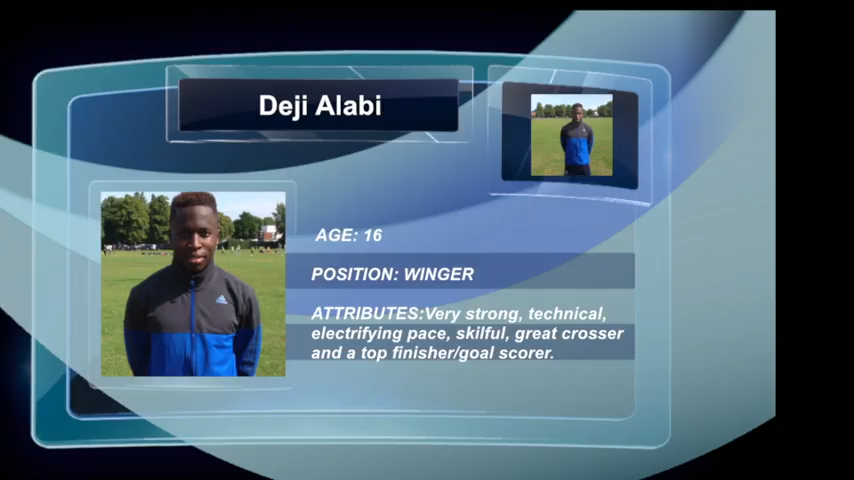 Deji Alabi
AGE: 16
POSITION: WINGER
ATTRIBUTES:Very strong, technical,
electrifying pace, skilful, great crosser
and a top finisher/goal scorer.